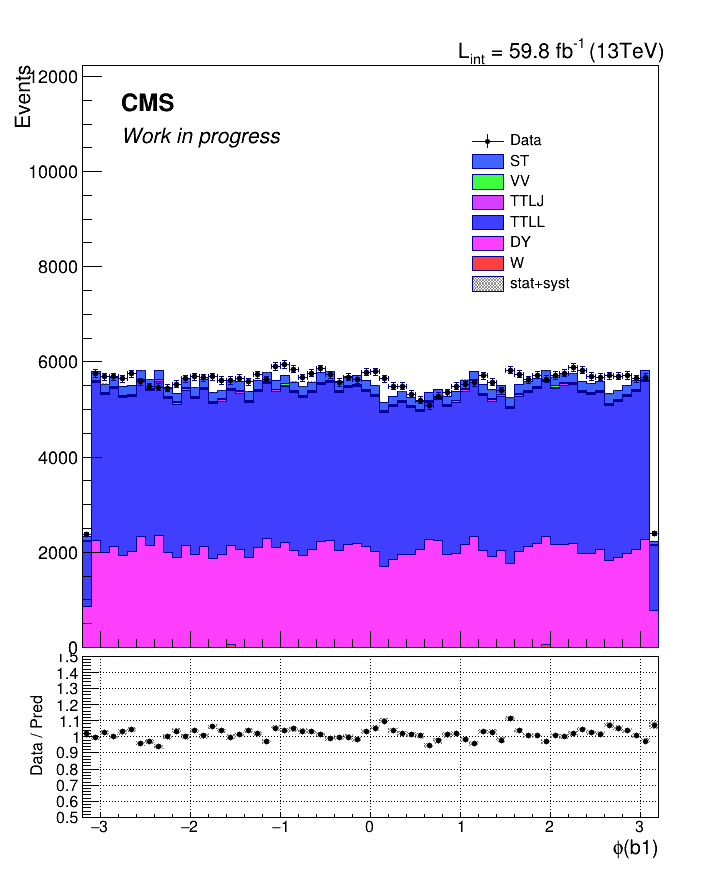 L_int = 59.8 fb^-1 (13TeV)
Events
12000
10000
8000
6000
4000
2000
0
CMS
Work in progress
Data
ST
VV
TTLJ
TTLL
DY
W
stat+syst
Data / Pred
1.5
1.4
1.3
1.2
1.1
1
0.9
0.8
0.7
0.6
0.5
−3 −2 −1 0 1 2 3
ϕ(b1)